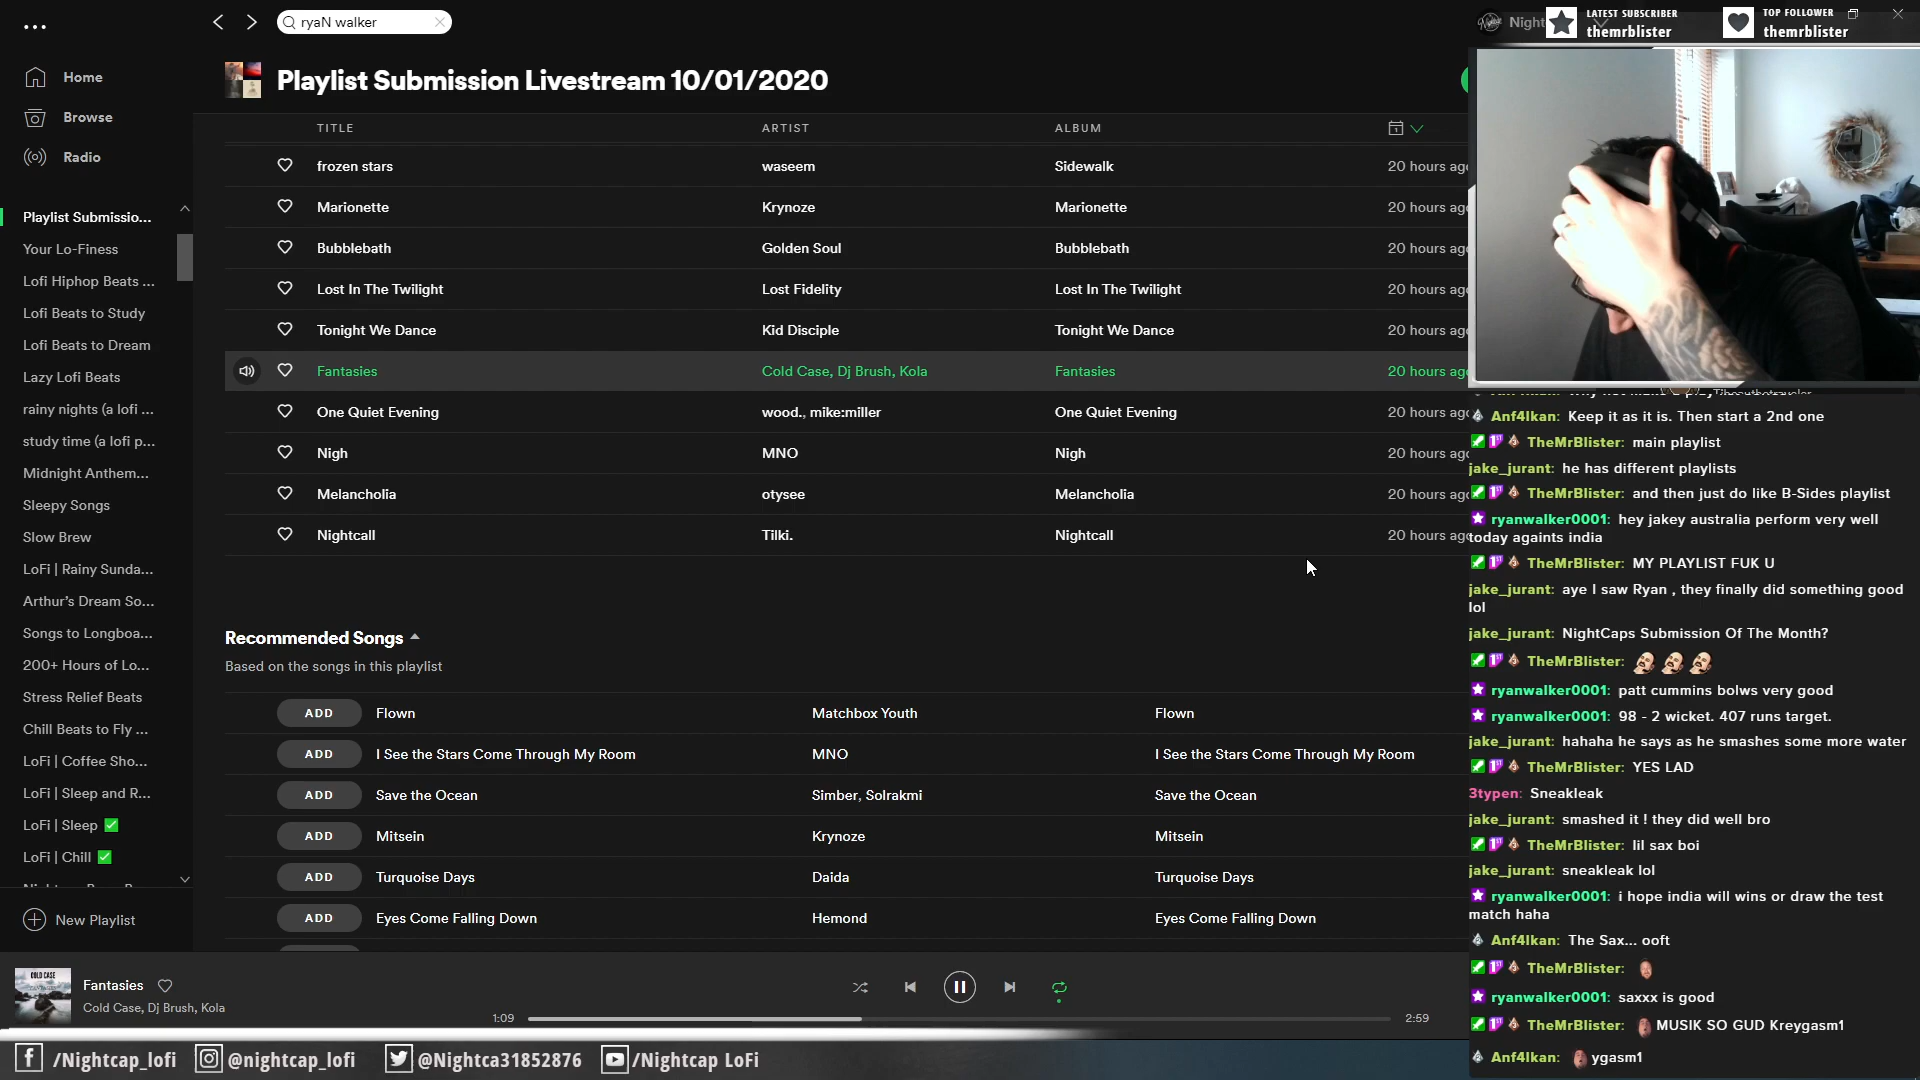 ryaN walker
Home
Browse
Radio
Playlist Submissio...
Your Lo-Finess
Lofi Hiphop Beats ...
Lofi Beats to Study
Lofi Beats to Dream
Lazy Lofi Beats
rainy nights (a lofi ...
study time (a lofi p...
Midnight Anthem...
Sleepy Songs
Slow Brew
LoFi | Rainy Sunda...
Arthur's Dream So...
Songs to Longboa...
200+ Hours of Lo...
Stress Relief Beats
Chill Beats to Fly ...
LoFi | Coffee Sho...
LoFi | Sleep and R...
LoFi | Sleep ✅
LoFi | Chill ✅
New Playlist
Playlist Submission Livestream 10/01/2020
TITLE ARTIST ALBUM
frozen stars waseem Sidewalk 20 hours ago
Marionette Krynoze Marionette 20 hours ago
Bubblebath Golden Soul Bubblebath 20 hours ago
Lost In The Twilight Lost Fidelity Lost In The Twilight 20 hours ago
Tonight We Dance Kid Disciple Tonight We Dance 20 hours ago
Fantasies Cold Case, Dj Brush, Kola Fantasies 20 hours ago
One Quiet Evening wood., mike:miller One Quiet Evening 20 hours ago
Nigh MNO Nigh 20 hours ago
Melancholia otysee Melancholia 20 hours ago
Nightcall Tilki. Nightcall 20 hours ago
Recommended Songs
Based on the songs in this playlist
ADD Flown Matchbox Youth Flown
ADD I See the Stars Come Through My Room MNO I See the Stars Come Through My Room
ADD Save the Ocean Simber, Solrakmi Save the Ocean
ADD Mitsein Krynoze Mitsein
ADD Turquoise Days Daida Turquoise Days
ADD Eyes Come Falling Down Hemond Eyes Come Falling Down
COLD CASE
Fantasies
Cold Case, Dj Brush, Kola
1:09 2:59
/Nightcap_lofi @nightcap_lofi @Nightca31852876 /Nightcap LoFi
Night
LATEST SUBSCRIBER
themrblister
TOP FOLLOWER
themrblister
Anf4lkan: Keep it as it is. Then start a 2nd one
TheMrBlister: main playlist
jake_jurant: he has different playlists
TheMrBlister: and then just do like B-Sides playlist
ryanwalker0001: hey jakey australia perform very well
today againts india
TheMrBlister: MY PLAYLIST FUK U
jake_jurant: aye I saw Ryan , they finally did something good
lol
jake_jurant: NightCaps Submission Of The Month?
TheMrBlister:
ryanwalker0001: patt cummins bolws very good
ryanwalker0001: 98 - 2 wicket. 407 runs target.
jake_jurant: hahaha he says as he smashes some more water
TheMrBlister: YES LAD
3typen: Sneakleak
jake_jurant: smashed it ! they did well bro
TheMrBlister: lil sax boi
jake_jurant: sneakleak lol
ryanwalker0001: i hope india will wins or draw the test
match haha
Anf4lkan: The Sax... ooft
TheMrBlister:
ryanwalker0001: saxxx is good
TheMrBlister: MUSIK SO GUD Kreygasm1
Anf4lkan: ygasm1